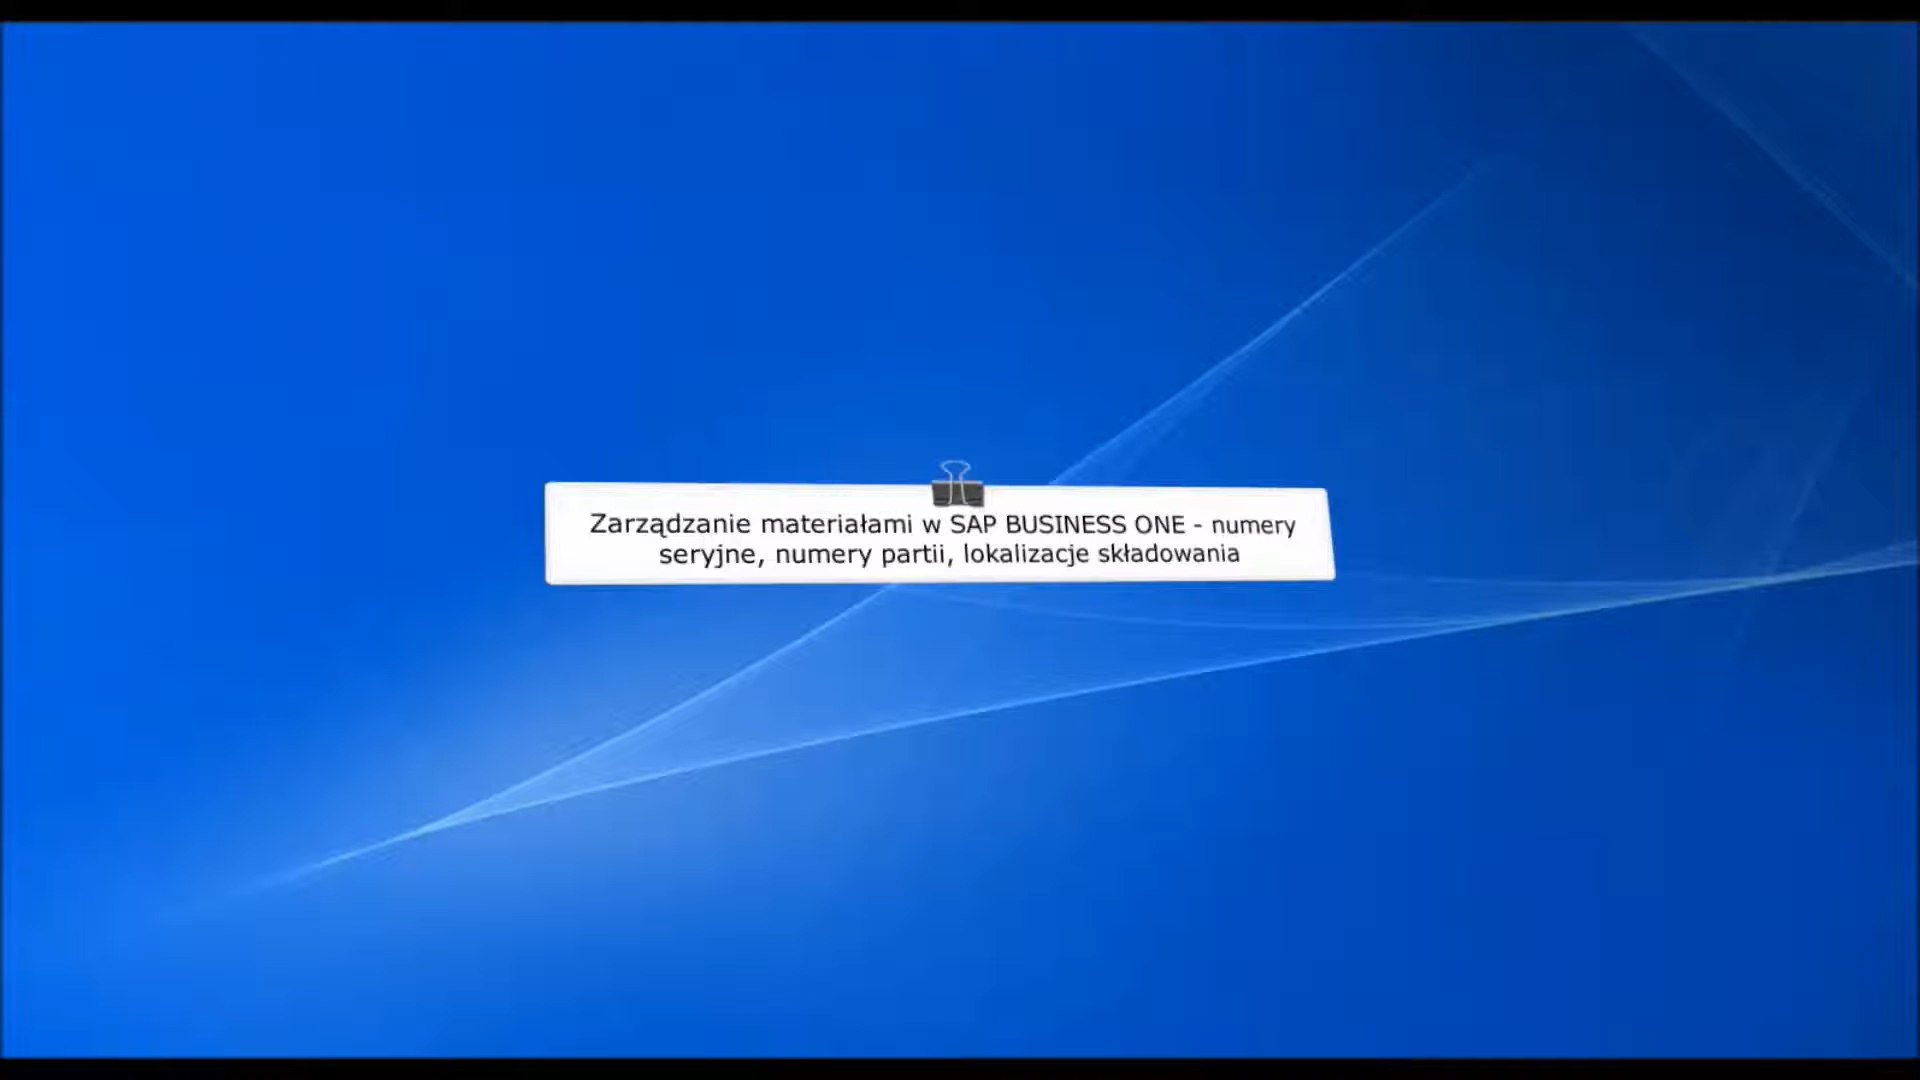 Zarządzanie materiałami w SAP BUSINESS ONE - numery
seryjne, numery partii, lokalizacje składowania